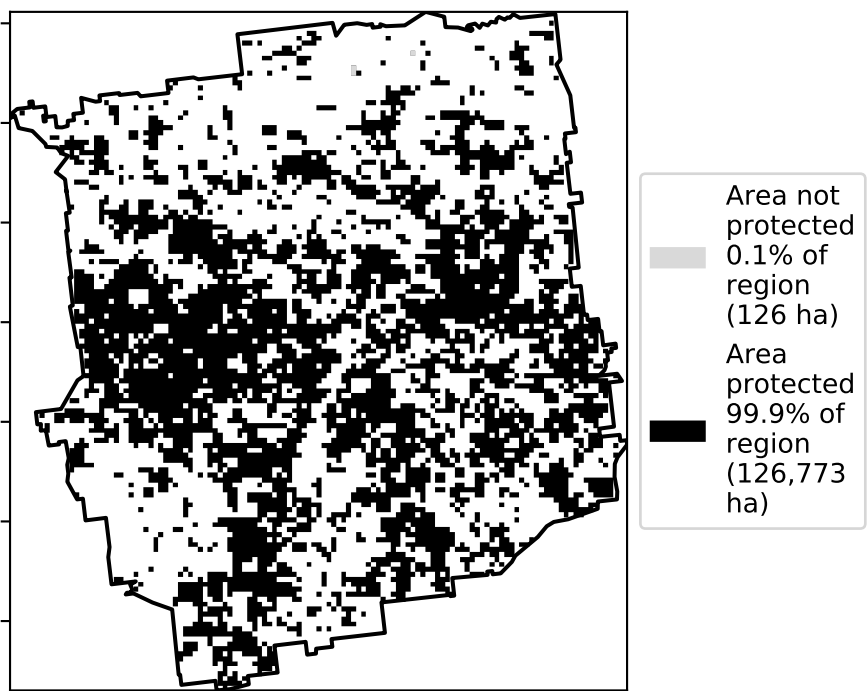 Area not
protected
0.1% of
region
(126 ha)
Area
protected
99.9% of
region
(126,773
ha)